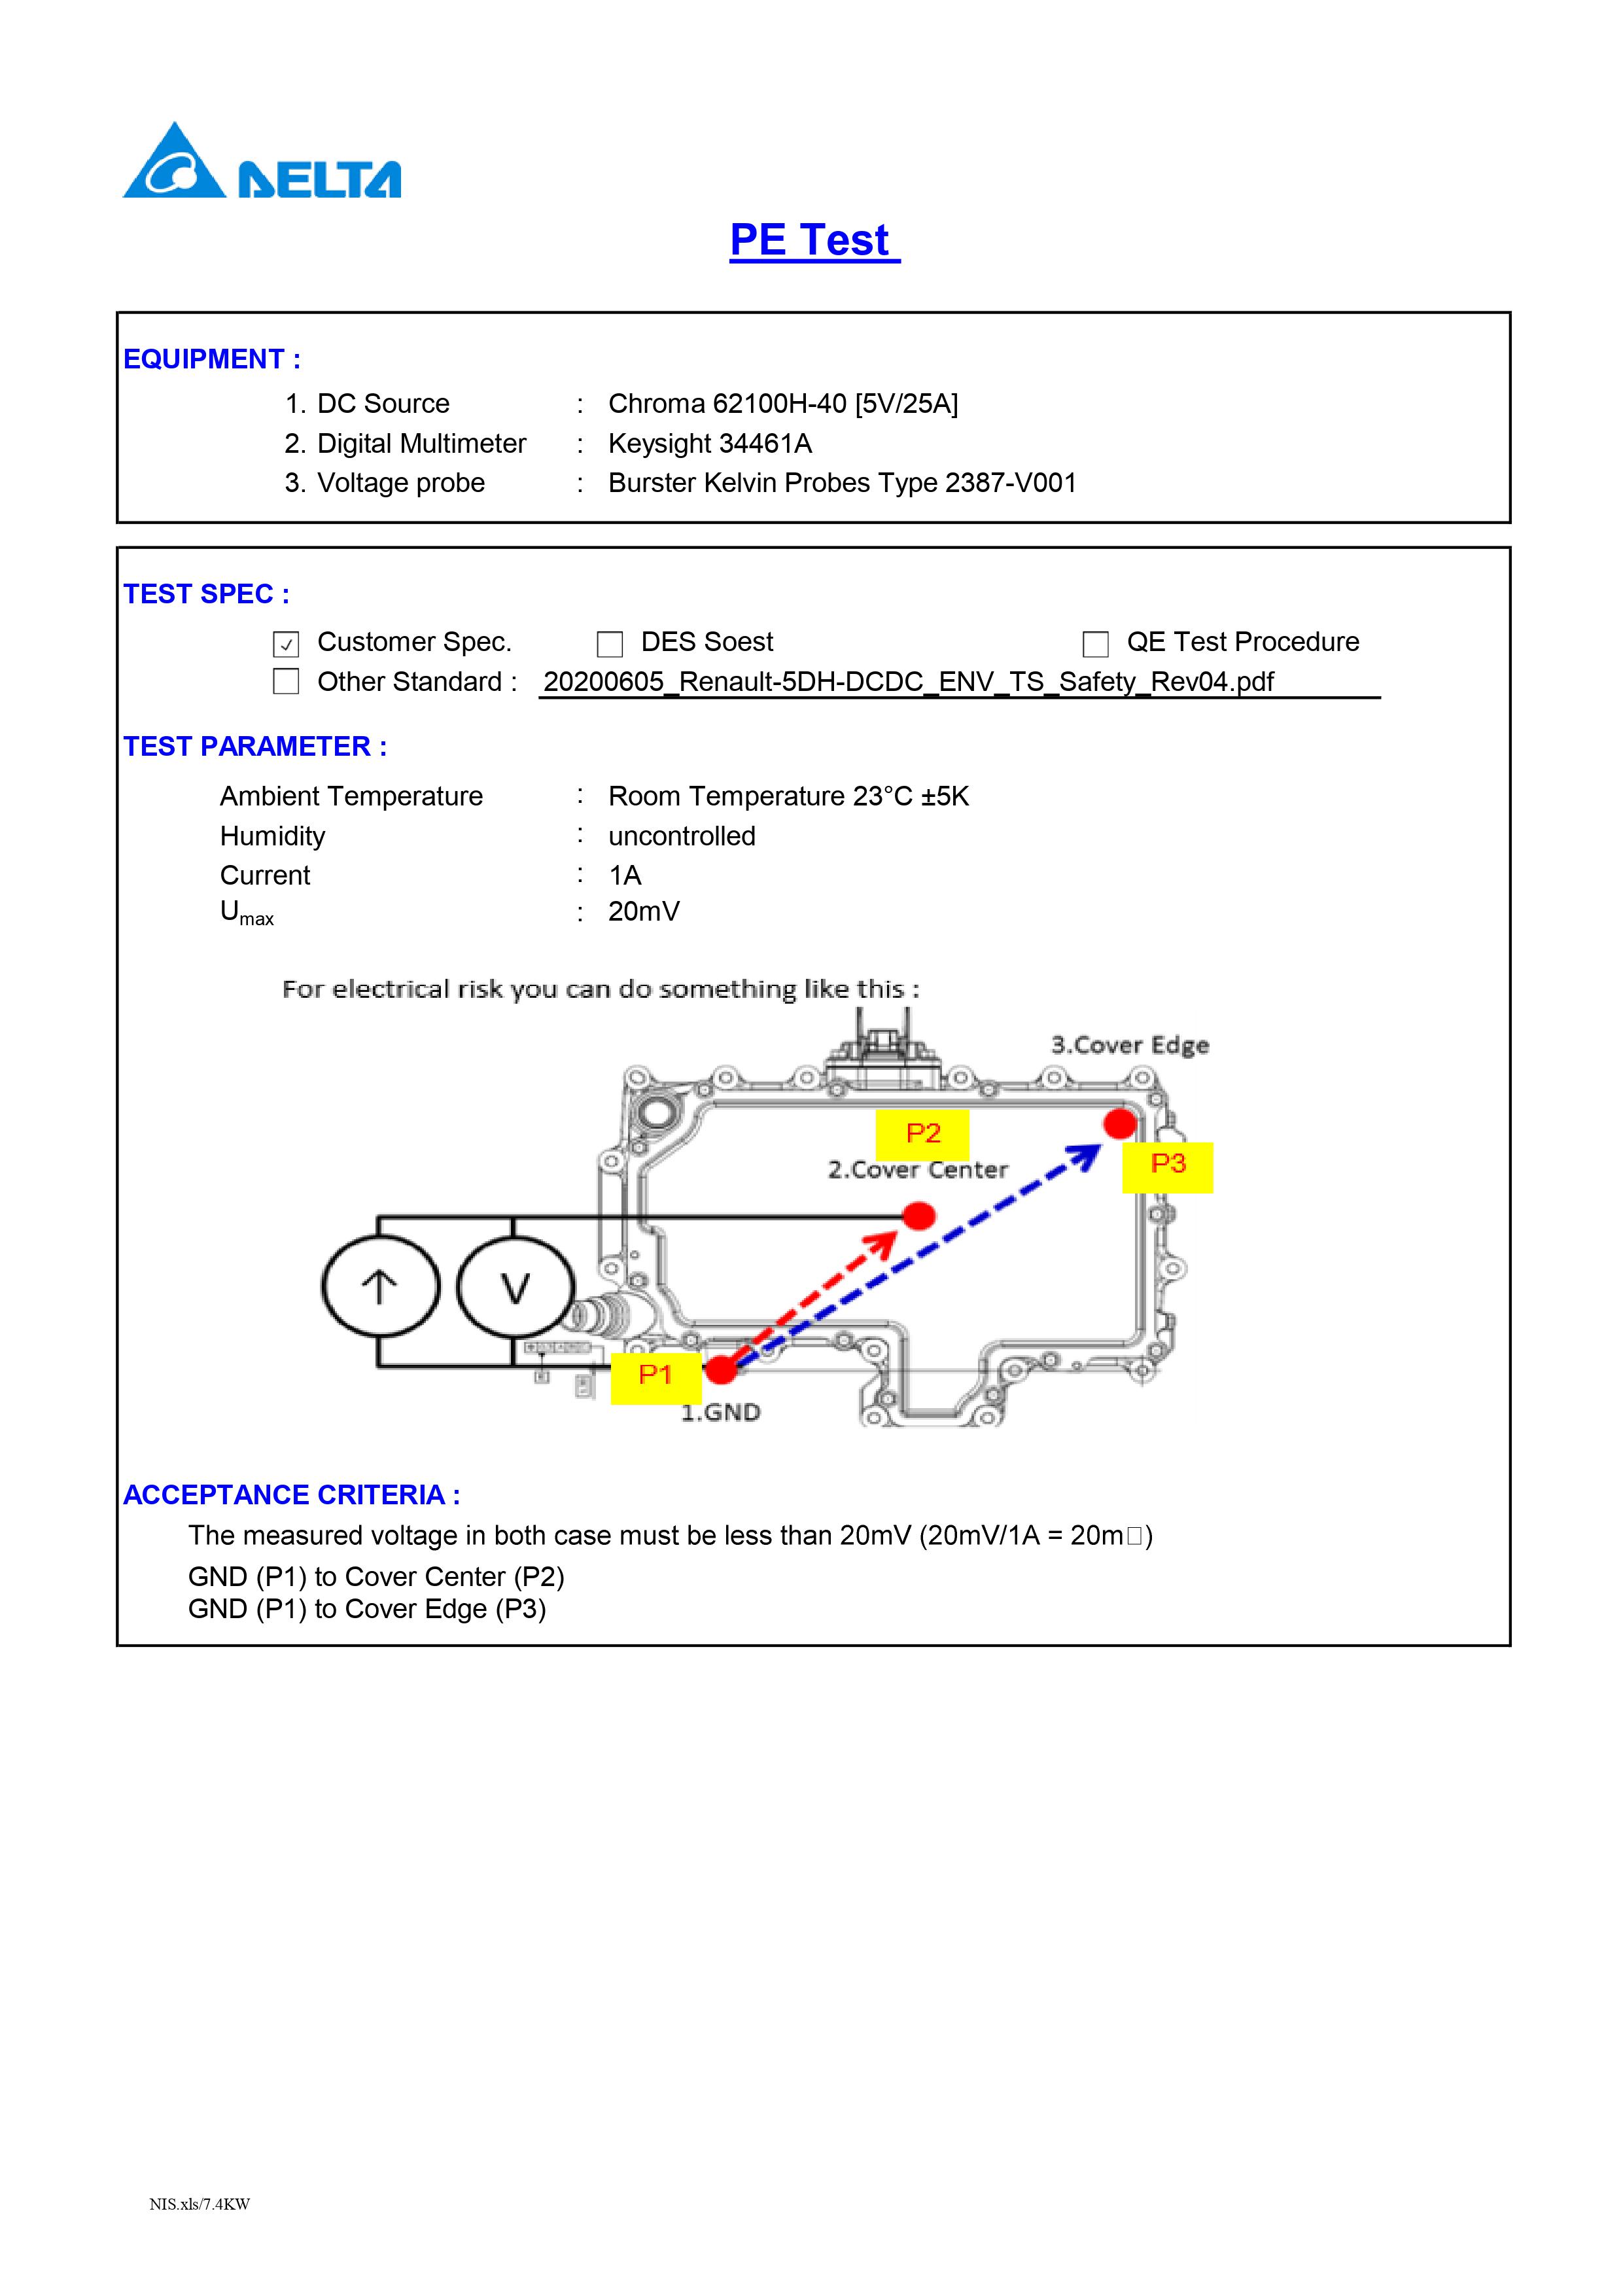 DELTA
PE Test
EQUIPMENT :
1. DC Source : Chroma 62100H-40 [5V/25A]
2. Digital Multimeter : Keysight 34461A
3. Voltage probe : Burster Kelvin Probes Type 2387-V001
TEST SPEC :
☑ Customer Spec. ☐ DES Soest ☐ QE Test Procedure
☐ Other Standard : 20200605_Renault-5DH-DCDC_ENV_TS_Safety_Rev04.pdf
TEST PARAMETER :
Ambient Temperature : Room Temperature 23°C ±5K
Humidity : uncontrolled
Current : 1A
Umax : 20mV
For electrical risk you can do something like this :
3.Cover Edge
P2
P3
2.Cover Center
V
P1
1.GND
ACCEPTANCE CRITERIA :
The measured voltage in both case must be less than 20mV (20mV/1A = 20m□)
GND (P1) to Cover Center (P2)
GND (P1) to Cover Edge (P3)
NIS.xls/7.4KW